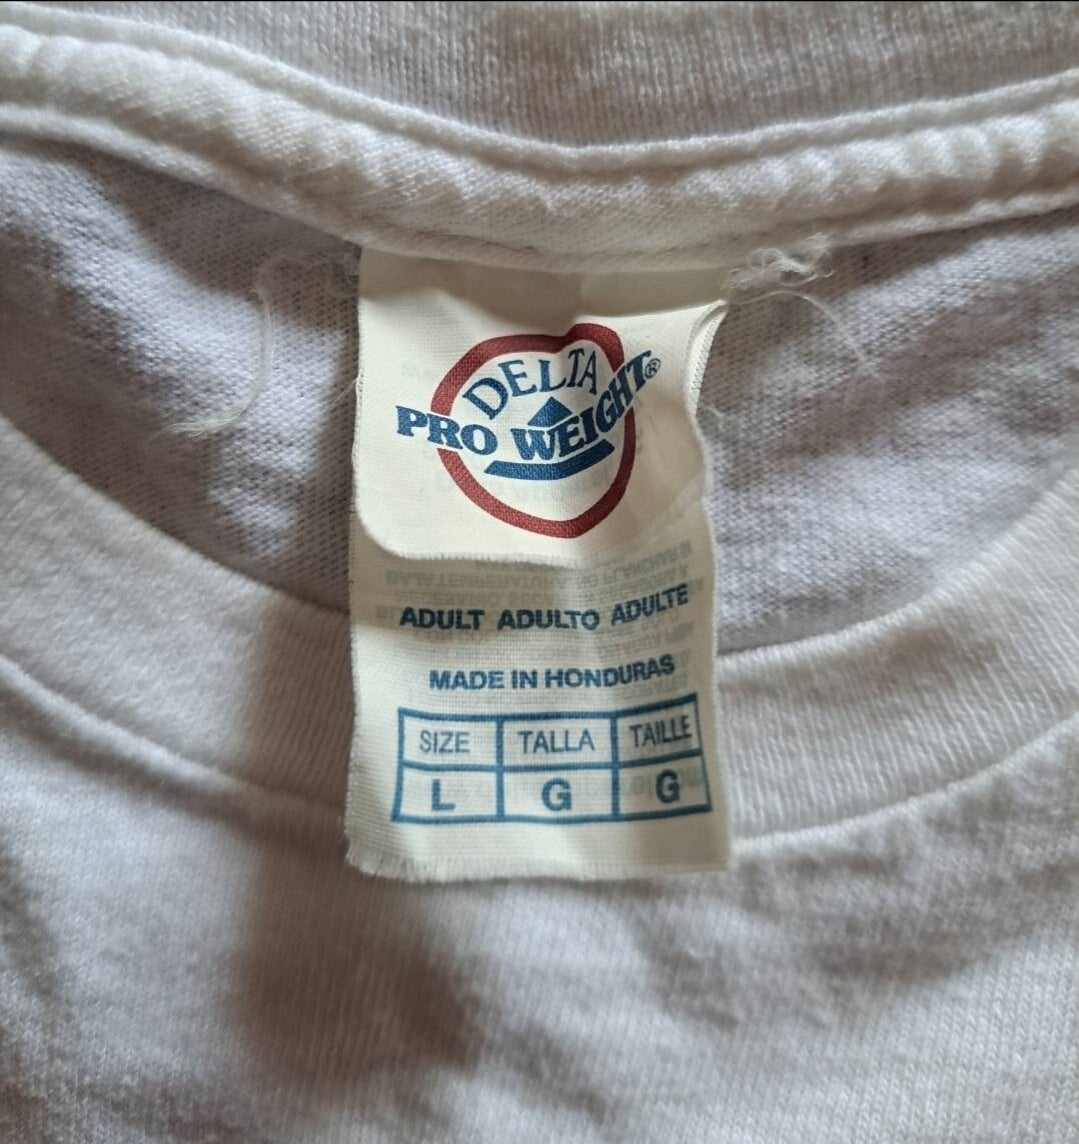 DELTA
PRO WEIGHT®
ADULT ADULTO ADULTE
MADE IN HONDURAS
SIZE TALLA TAILLE
L G G